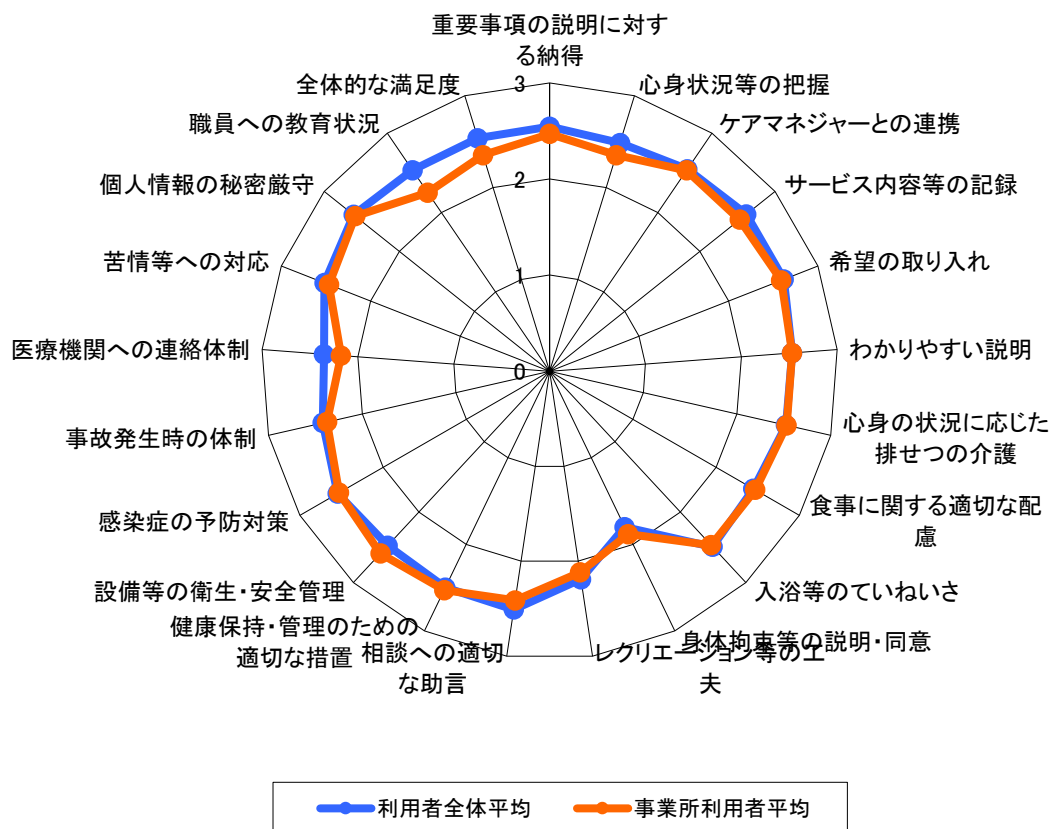 重要事項の説明に対す
る納得
心身状況等の把握
ケアマネジャーとの連携
サービス内容等の記録
希望の取り入れ
わかりやすい説明
心身の状況に応じた
排せつの介護
食事に関する適切な配
慮
入浴等のていねいさ
身体拘束等の説明・同意
レクリエーション等の工
夫
相談への適切
な助言
健康保持・管理のための
適切な措置
設備等の衛生・安全管理
感染症の予防対策
事故発生時の体制
医療機関への連絡体制
苦情等への対応
個人情報の秘密厳守
職員への教育状況
全体的な満足度
3
2
1
0
利用者全体平均
事業所利用者平均